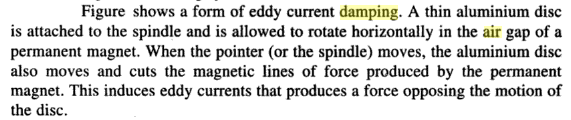 Figure shows a form of eddy current damping. A thin aluminium disc
is attached to the spindle and is allowed to rotate horizontally in the air gap of a
permanent magnet. When the pointer (or the spindle) moves, the aluminium disc
also moves and cuts the magnetic lines of force produced by the permanent
magnet. This induces eddy currents that produces a force opposing the motion of
the disc.